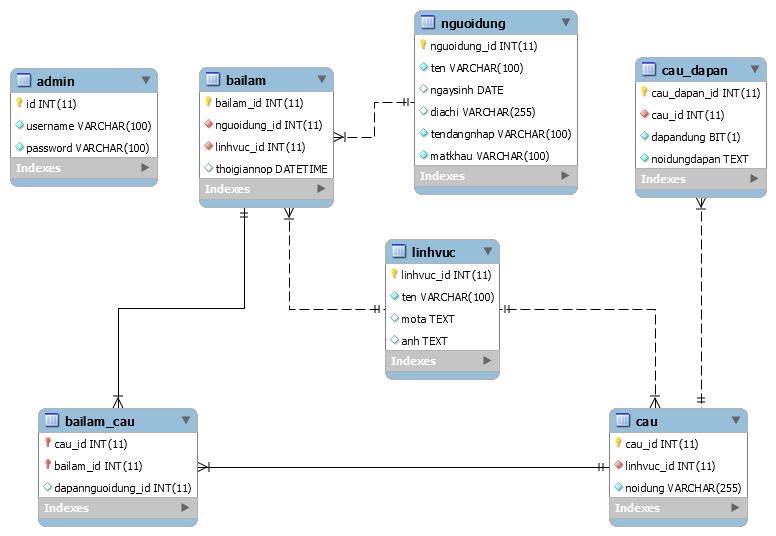 admin
id INT(11)
username VARCHAR(100)
password VARCHAR(100)
Indexes
bailam
bailam_id INT(11)
nguoidung_id INT(11)
linhvuc_id INT(11)
thoigiannop DATETIME
Indexes
nguoidung
nguoidung_id INT(11)
ten VARCHAR(100)
ngaysinh DATE
diachi VARCHAR(255)
tendangnhap VARCHAR(100)
matkhau VARCHAR(100)
Indexes
cau_dapan
cau_dapan_id INT(11)
cau_id INT(11)
dapandung BIT(1)
noidungdapan TEXT
Indexes
linhvuc
linhvuc_id INT(11)
ten VARCHAR(100)
mota TEXT
anh TEXT
Indexes
bailam_cau
cau_id INT(11)
bailam_id INT(11)
dapannguoidung_id INT(11)
Indexes
cau
cau_id INT(11)
linhvuc_id INT(11)
noidung VARCHAR(255)
Indexes